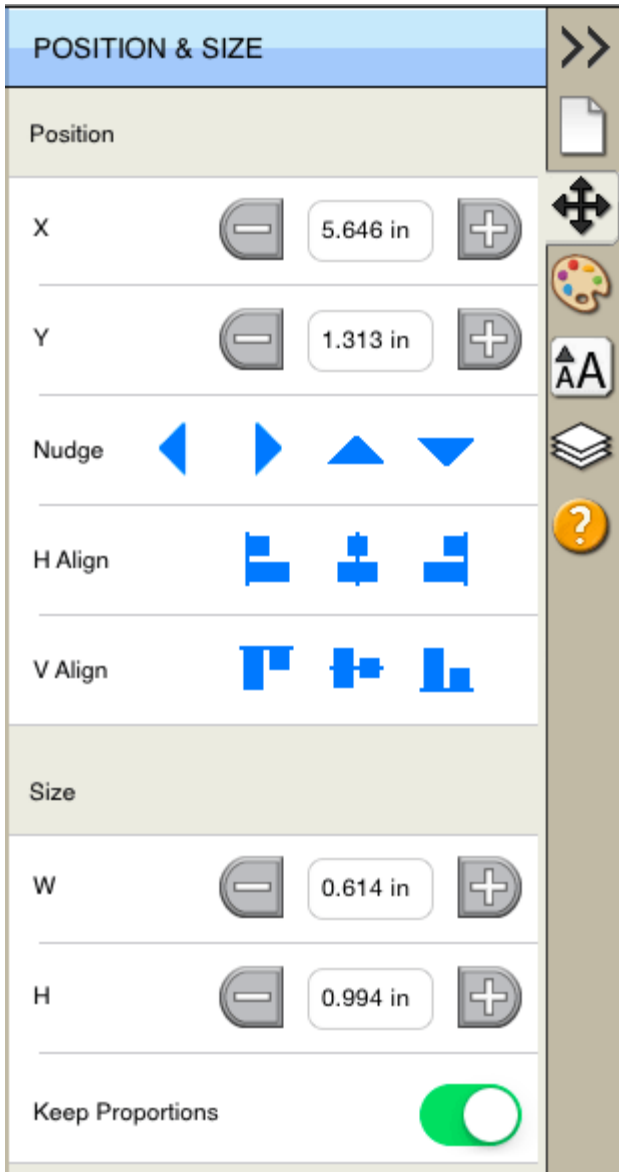 POSITION & SIZE
Position
X 5.646 in
Y 1.313 in
AA
Nudge
H Align
V Align
?
Size
W 0.614 in
H 0.994 in
Keep Proportions